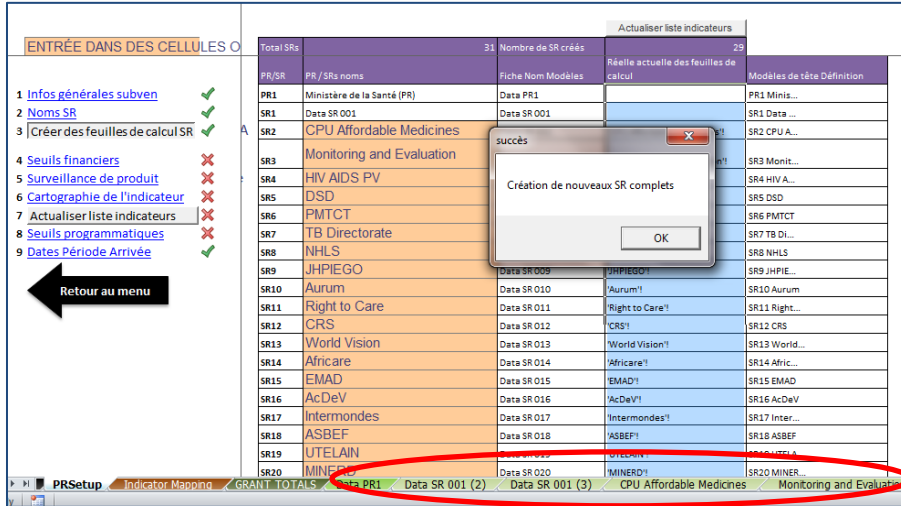 Actualiser liste indicateurs
ENTRÉE DANS DES CELLULES O
Total SRs 31 Nombre de SR créés 29
PR/SR PR / SRs noms Fiche Nom Modèles Réelle actuelle des feuilles de calcul Modèles de tête Définition
1 Infos générales subven
2 Noms SR
3 Créer des feuilles de calcul SR
4 Seuils financiers
5 Surveillance de produit
6 Cartographie de l'indicateur
7 Actualiser liste indicateurs
8 Seuils programmatiques
9 Dates Période Arrivée
Retour au menu
PR1 Ministère de la Santé (PR) Data PR1 PR1 Minis...
SR1 Data SR 001 Data SR 001 SR1 Data ...
SR2 CPU Affordable Medicines SR2 CPU A...
SR3 Monitoring and Evaluation SR3 Monit...
SR4 HIV AIDS PV SR4 HIV A...
SR5 DSD SR5 DSD
SR6 PMTCT SR6 PMTCT
SR7 TB Directorate SR7 TB Di...
SR8 NHLS SR8 NHLS
SR9 JHPIEGO Data SR 009 'JHPIEGO'! SR9 JHPIE...
SR10 Aurum Data SR 010 'Aurum'! SR10 Aurum
SR11 Right to Care Data SR 011 'Right to Care'! SR11 Right...
SR12 CRS Data SR 012 'CRS'! SR12 CRS
SR13 World Vision Data SR 013 'World Vision'! SR13 World...
SR14 Africare Data SR 014 'Africare'! SR14 Afric...
SR15 EMAD Data SR 015 'EMAD'! SR15 EMAD
SR16 AcDeV Data SR 016 'AcDeV'! SR16 AcDeV
SR17 Intermondes Data SR 017 'Intermondes'! SR17 Inter...
SR18 ASBEF Data SR 018 'ASBEF'! SR18 ASBEF
SR19 UTELAIN
SR20 MINERD Data SR 020 'MINERD'! SR20 MINER...
succès
Création de nouveaux SR complets
OK
PRSetup Indicator Mapping GRANT TOTALS Data PR1 Data SR 001 (2) Data SR 001 (3) CPU Affordable Medicines Monitoring and Evaluatio